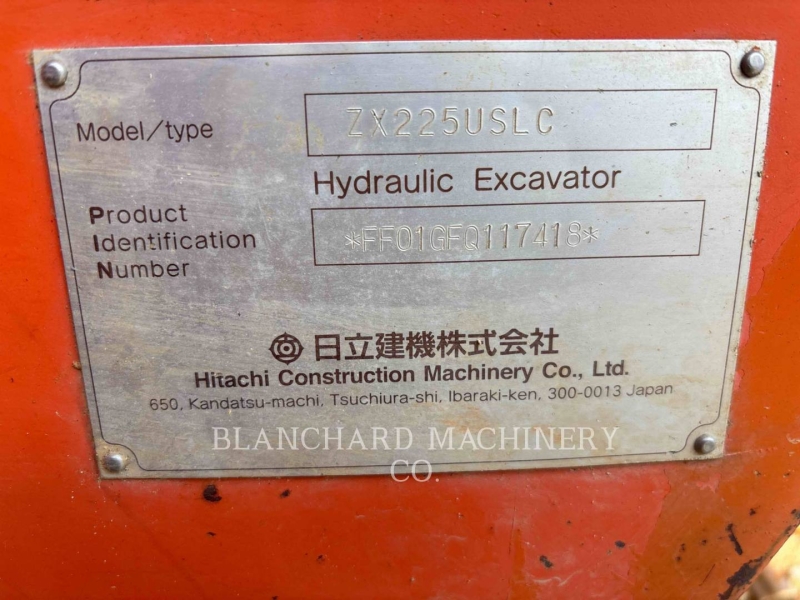 Model/type ZX225USLC
Hydraulic Excavator
Product
Identification *FF01GFQ117418*
Number
日立建機株式会社
Hitachi Construction Machinery Co., Ltd.
650, Kandatsu-machi, Tsuchiura-shi, Ibaraki-ken, 300-0013 Japan
BLANCHARD MACHINERY
CO.